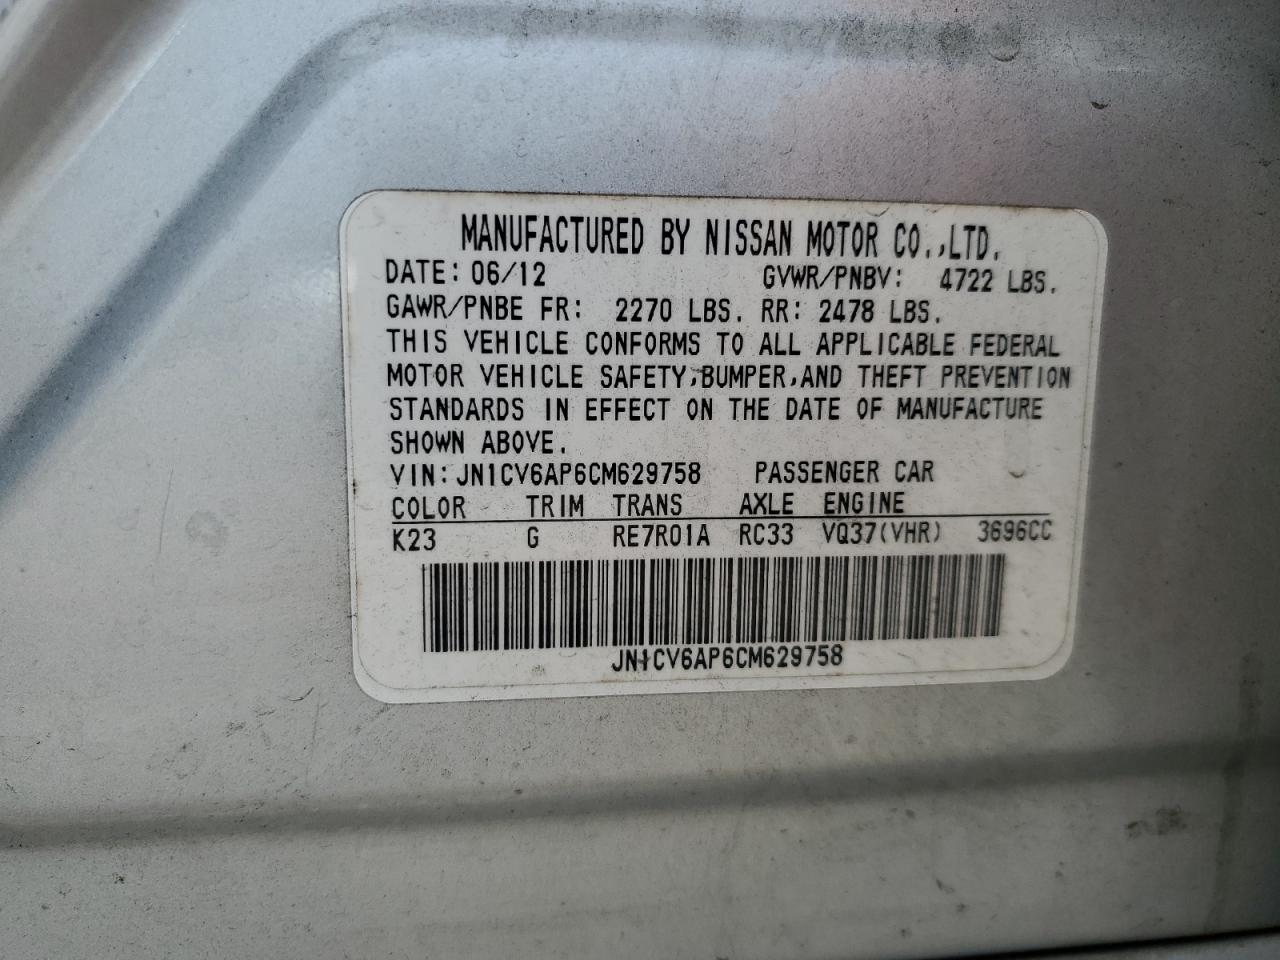 MANUFACTURED BY NISSAN MOTOR CO.,LTD.
DATE: 06/12 GVWR/PNBV: 4722 LBS.
GAWR/PNBE FR: 2270 LBS. RR: 2478 LBS.
THIS VEHICLE CONFORMS TO ALL APPLICABLE FEDERAL
MOTOR VEHICLE SAFETY,BUMPER,AND THEFT PREVENTION
STANDARDS IN EFFECT ON THE DATE OF MANUFACTURE
SHOWN ABOVE.
VIN: JN1CV6AP6CM629758 PASSENGER CAR
COLOR TRIM TRANS AXLE ENGINE
K23 G RE7R01A RC33 VQ37(VHR) 3696CC
JN1CV6AP6CM629758